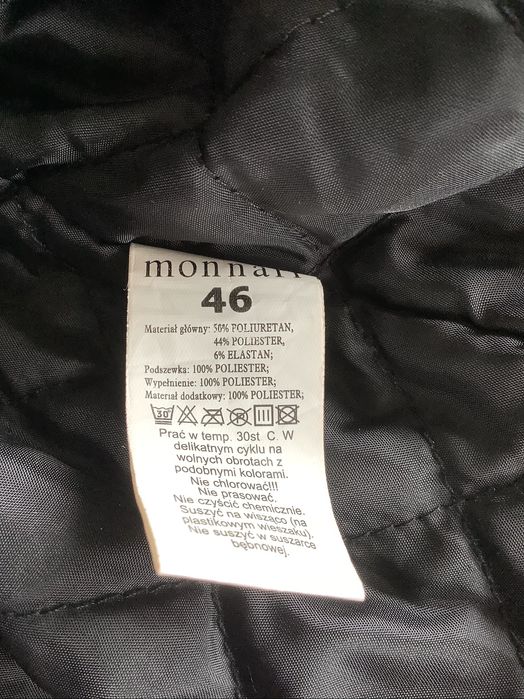 monnari
46
Materiał główny: 50% POLIURETAN,
44% POLIESTER,
6% ELASTAN;
Podszewka: 100% POLIESTER;
Wypełnienie: 100% POLIESTER;
Materiał dodatkowy: 100% POLIESTER;
30
Prać w temp. 30st C. W
delikatnym cyklu na
wolnych obrotach z
podobnymi kolorami.
Nie chlorować!!!
Nie prasować.
Nie czyścić chemicznie.
Suszyć na wisząco (na
plastikowym wieszaku).
Nie suszyć w suszarce
bębnowej.